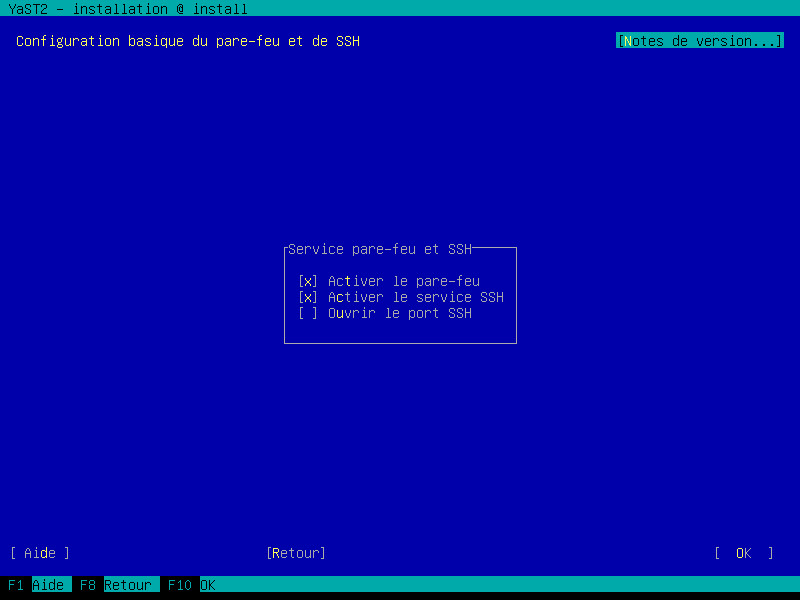 YaST2 - installation @ install
Configuration basique du pare-feu et de SSH [Notes de version...]
Service pare-feu et SSH
[x] Activer le pare-feu
[x] Activer le service SSH
[ ] Ouvrir le port SSH
[ Aide ] [Retour] [ OK ]
F1 Aide F8 Retour F10 OK